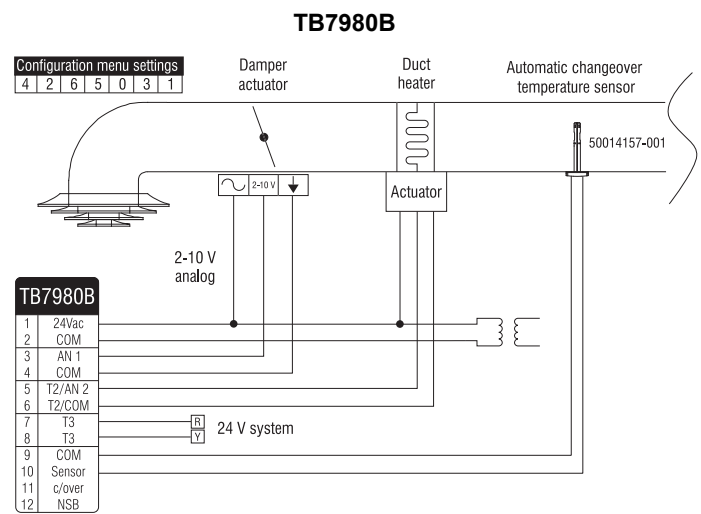 TB7980B
Configuration menu settings
4 2 6 5 0 3 1
Damper
actuator
Duct
heater
Automatic changeover
temperature sensor
50014157-001
2-10 V
Actuator
2-10 V
analog
TB7980B
1 24Vac
2 COM
3 AN 1
4 COM
5 T2/AN 2
6 T2/COM
7 T3
8 T3
9 COM
10 Sensor
11 c/over
12 NSB
R
Y
24 V system